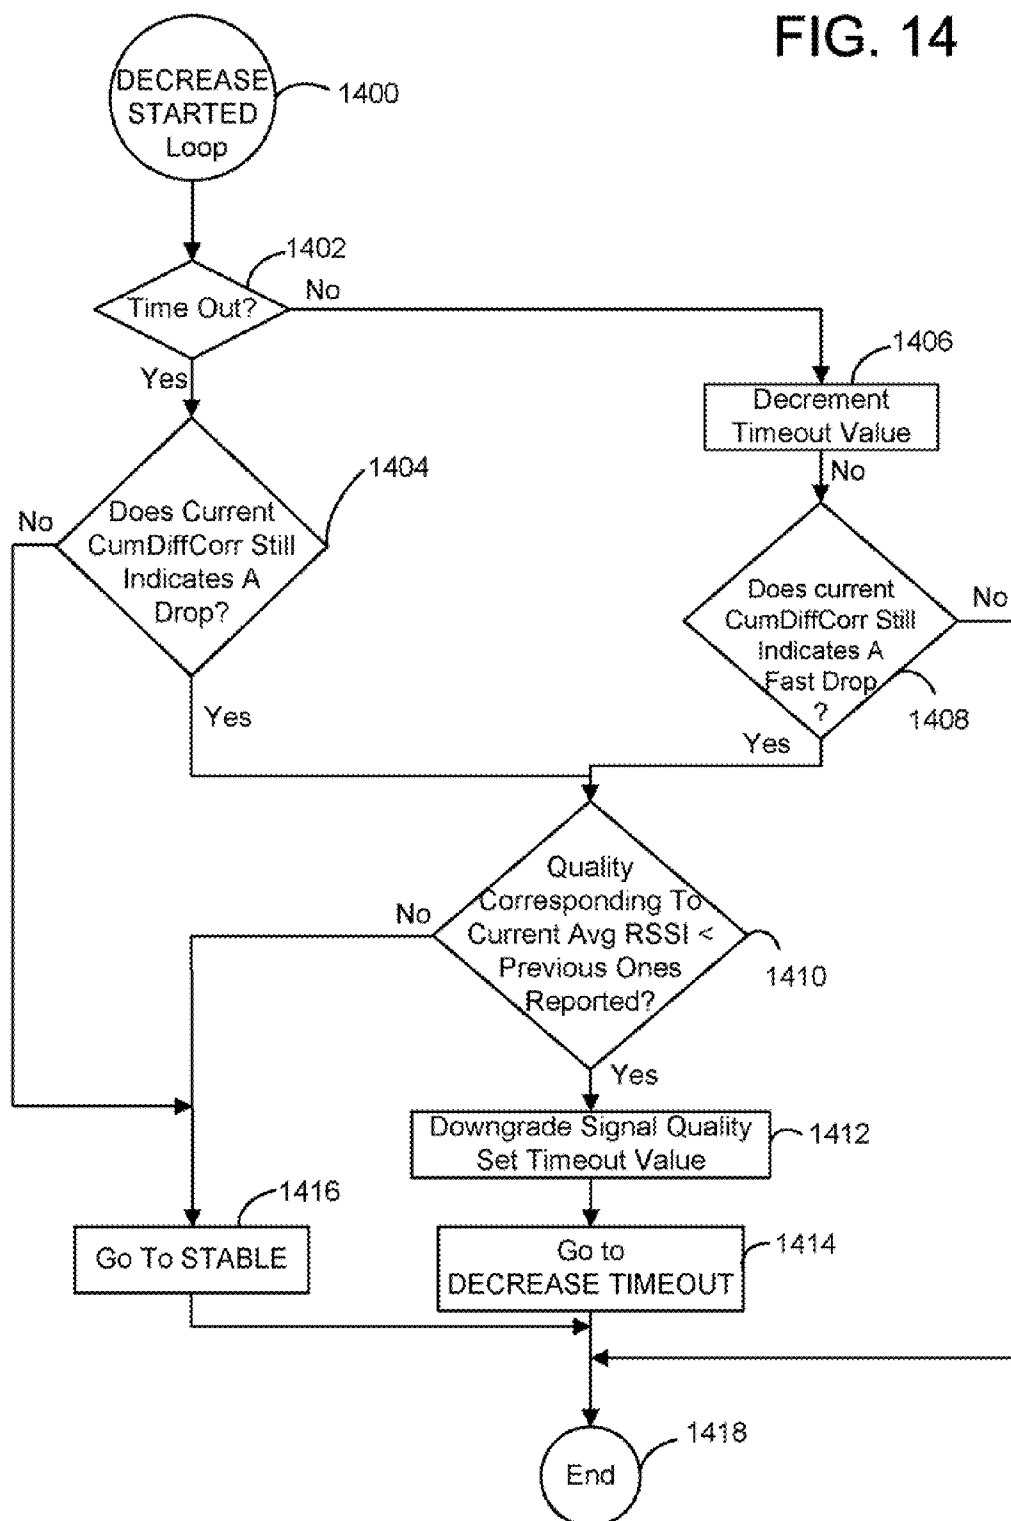 FIG. 14
DECREASE
STARTED
Loop
1400
1402
Time Out?
No
Yes
1406
Decrement
Timeout Value
No
1404
No
Does Current
CumDiffCorr Still
Indicates A
Drop?
Yes
Does current
CumDiffCorr Still
Indicates A
Fast Drop
?
No
1408
Yes
Quality
Corresponding To
Current Avg RSSI <
Previous Ones
Reported?
No
1410
Yes
Downgrade Signal Quality
Set Timeout Value
1412
1416
Go To STABLE
Go to
DECREASE TIMEOUT
1414
1418
End